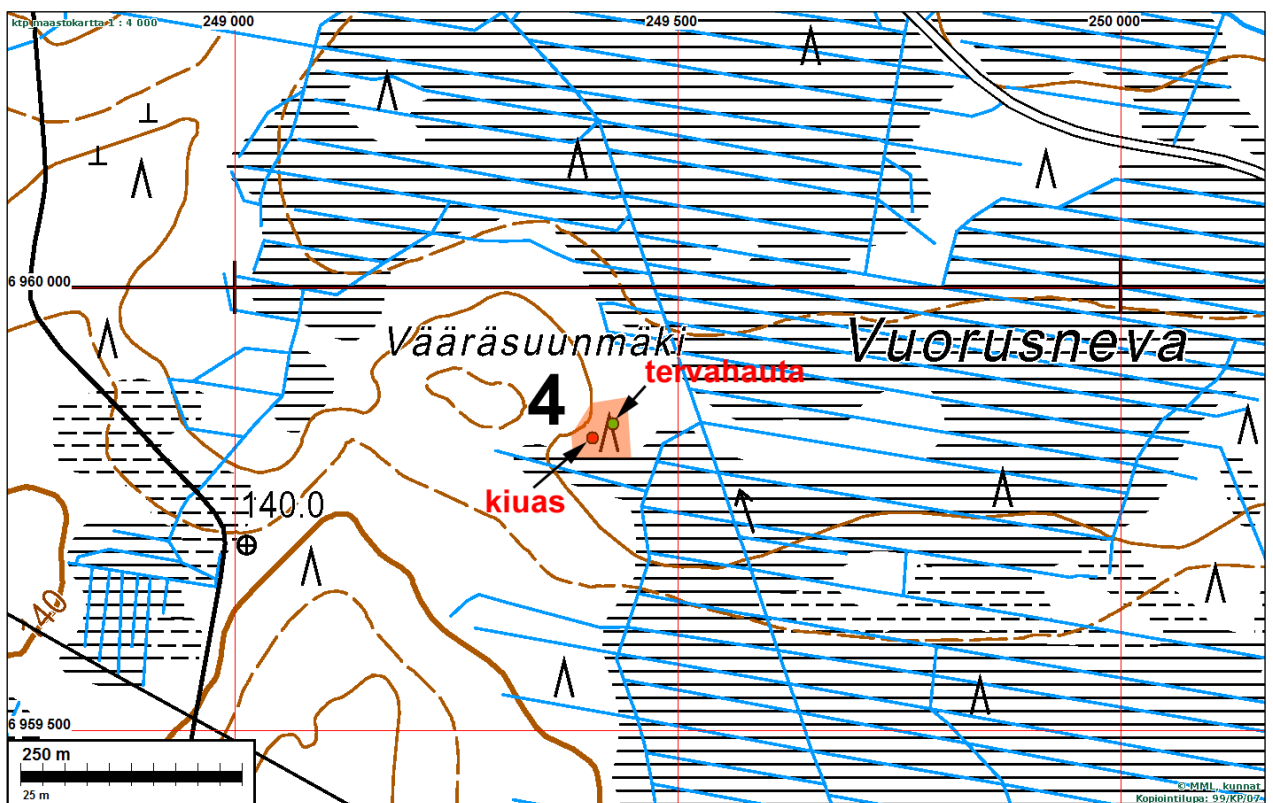 ktp maastokartta 1 : 4 000
249 000
249 500
250 000
6 960 000
Vääräsuunmäki
Vuorusneva
tervahauta
4
kiuas
140.0
40
6 959 500
250 m
25 m
© MML, kunnat
Kopiointilupa: 99/KP/07